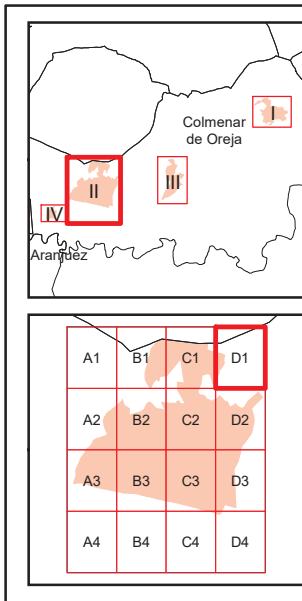 I
Colmenar
de Oreja
III
II
IV
Aranjuez
A1 B1 C1 D1
A2 B2 C2 D2
A3 B3 C3 D3
A4 B4 C4 D4